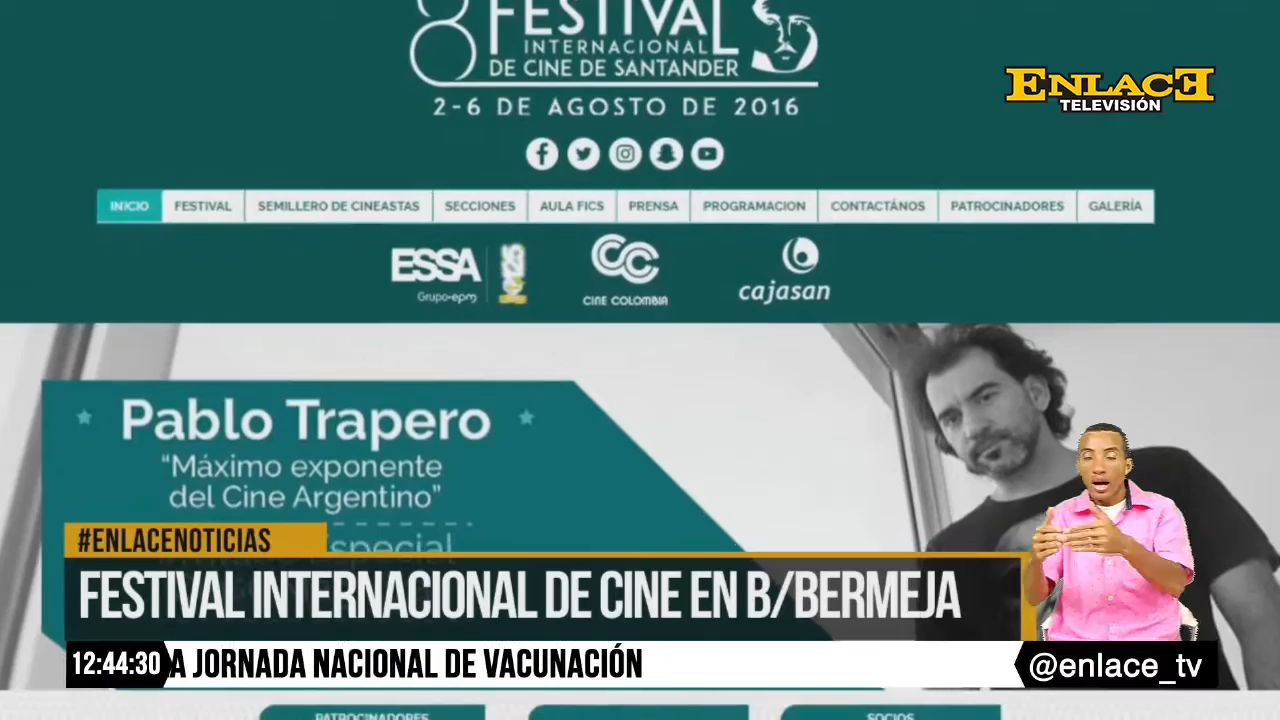 8 FESTIVAL
INTERNACIONAL
DE CINE DE SANTANDER
2-6 DE AGOSTO DE 2016
ENLACE
TELEVISIÓN
INICIO
FESTIVAL
SEMILLERO DE CINEASTAS
SECCIONES
AULA FICS
PRENSA
PROGRAMACION
CONTACTÁNOS
PATROCINADORES
GALERÍA
ESSA
Grupo·epm
CINE COLOMBIA
cajasan
Pablo Trapero
“Máximo exponente
del Cine Argentino”
Especial
#ENLACENOTICIAS
FESTIVAL INTERNACIONAL DE CINE EN B/BERMEJA
12:44:30 A JORNADA NACIONAL DE VACUNACIÓN
@enlace_tv
PATROCINADORES
SOCIOS